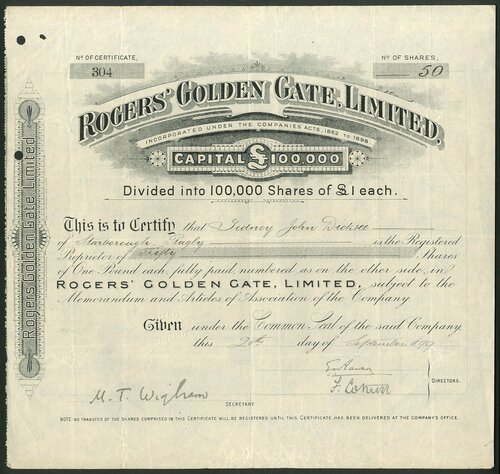 No. OF CERTIFICATE,
304
No. OF SHARES,
50
ROGERS' GOLDEN GATE, LIMITED,
INCORPORATED UNDER THE COMPANIES ACTS, 1862 TO 1898.
CAPITAL £100,000
Divided into 100,000 Shares of £1 each.
This is to Certify that Sidney John Dicksee
of Rugby is the Registered
Proprietor of Fifty Shares
of One Pound each, fully paid, numbered as on the other side, in
ROGERS' GOLDEN GATE, LIMITED, subject to the
Memorandum and Articles of Association of the Company.
Given under the Common Seal of the said Company
this 20th day of September 1899
DIRECTORS.
M. T. Wigham
SECRETARY
NOTE: NO TRANSFER OF THE SHARES COMPRISED IN THIS CERTIFICATE WILL BE REGISTERED UNTIL THIS CERTIFICATE HAS BEEN DELIVERED AT THE COMPANY'S OFFICE.
Rogers Golden Gate, Limited.